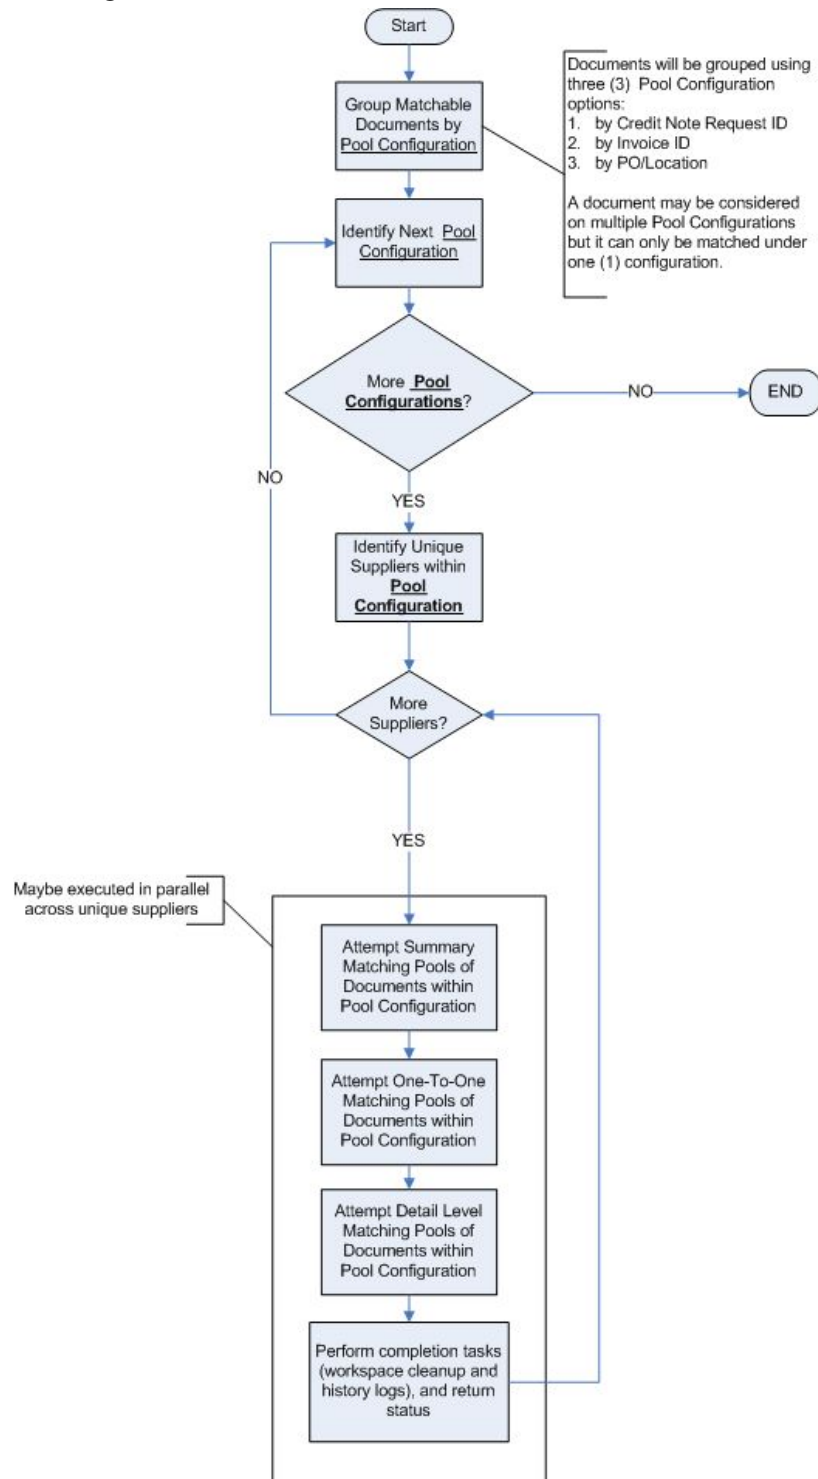 Start
Group Matchable
Documents by
Pool Configuration
Documents will be grouped using
three (3) Pool Configuration
options:
1. by Credit Note Request ID
2. by Invoice ID
3. by PO/Location
A document may be considered
on multiple Pool Configurations
but it can only be matched under
one (1) configuration.
Identify Next Pool
Configuration
More Pool
Configurations?
NO
END
NO
YES
Identify Unique
Suppliers within
Pool
Configuration
More
Suppliers?
YES
Maybe executed in parallel
across unique suppliers
Attempt Summary
Matching Pools of
Documents within
Pool Configuration
Attempt One-To-One
Matching Pools of
Documents within
Pool Configuration
Attempt Detail Level
Matching Pools of
Documents within
Pool Configuration
Perform completion tasks
(workspace cleanup and
history logs), and return
status